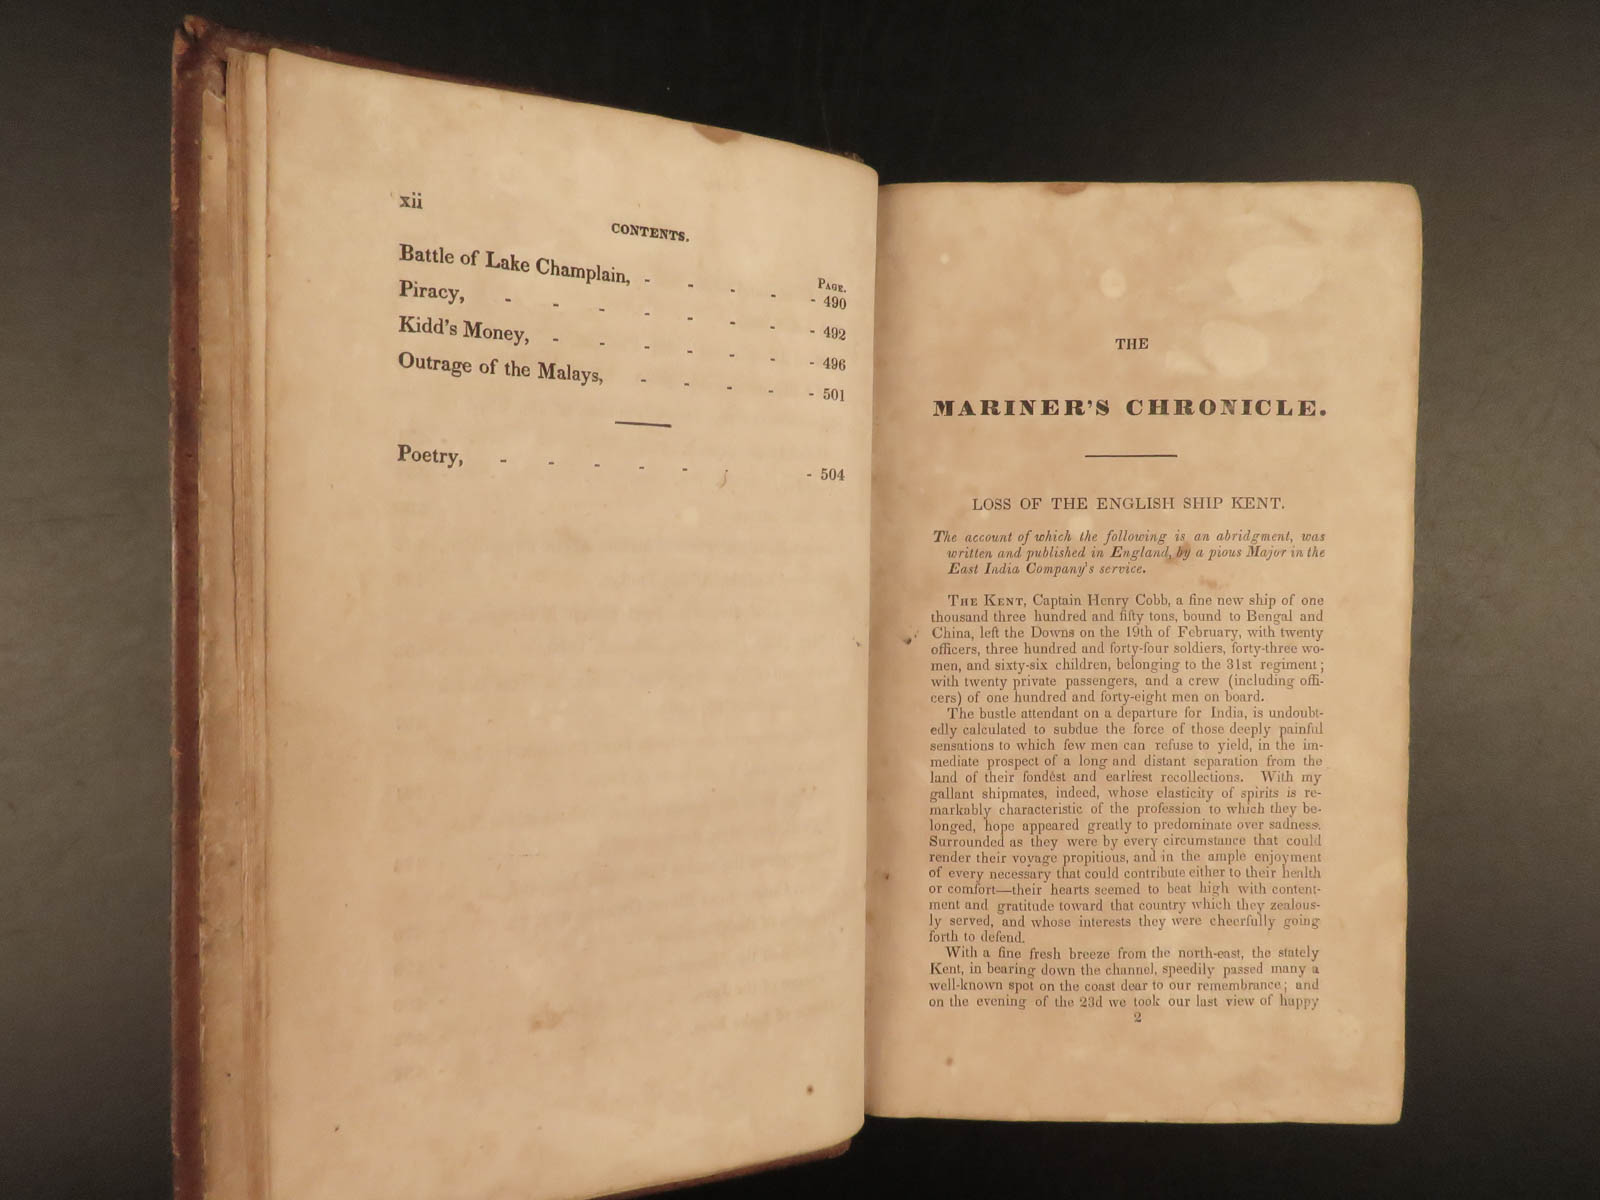 xii
CONTENTS.
PAGE.
Battle of Lake Champlain, - - - - - 490
Piracy, - - - - - - - - 492
Kidd's Money, - - - - - - - 496
Outrage of the Malays, - - - - - 501
Poetry, - - - - - - 504
THE
MARINER'S CHRONICLE.
LOSS OF THE ENGLISH SHIP KENT.
The account of which the following is an abridgment, was
written and published in England, by a pious Major in the
East India Company's service.
THE KENT, Captain Henry Cobb, a fine new ship of one
thousand three hundred and fifty tons, bound to Bengal and
China, left the Downs on the 19th of February, with twenty
officers, three hundred and forty-four soldiers, forty-three wo-
men, and sixty-six children, belonging to the 31st regiment;
with twenty private passengers, and a crew (including offi-
cers) of one hundred and forty-eight men on board.
The bustle attendant on a departure for India, is undoubt-
edly calculated to subdue the force of those deeply painful
sensations to which few men can refuse to yield, in the im-
mediate prospect of a long and distant separation from the
land of their fondest and earliest recollections. With my
gallant shipmates, indeed, whose elasticity of spirits is re-
markably characteristic of the profession to which they be-
longed, hope appeared greatly to predominate over sadness.
Surrounded as they were by every circumstance that could
render their voyage propitious, and in the ample enjoyment
of every necessary that could contribute either to their health
or comfort—their hearts seemed to beat high with content-
ment and gratitude toward that country which they zealous-
ly served, and whose interests they were cheerfully going
forth to defend.
With a fine fresh breeze from the north-east, the stately
Kent, in bearing down the channel, speedily passed many a
well-known spot on the coast dear to our remembrance; and
on the evening of the 23d we took our last view of happy
2